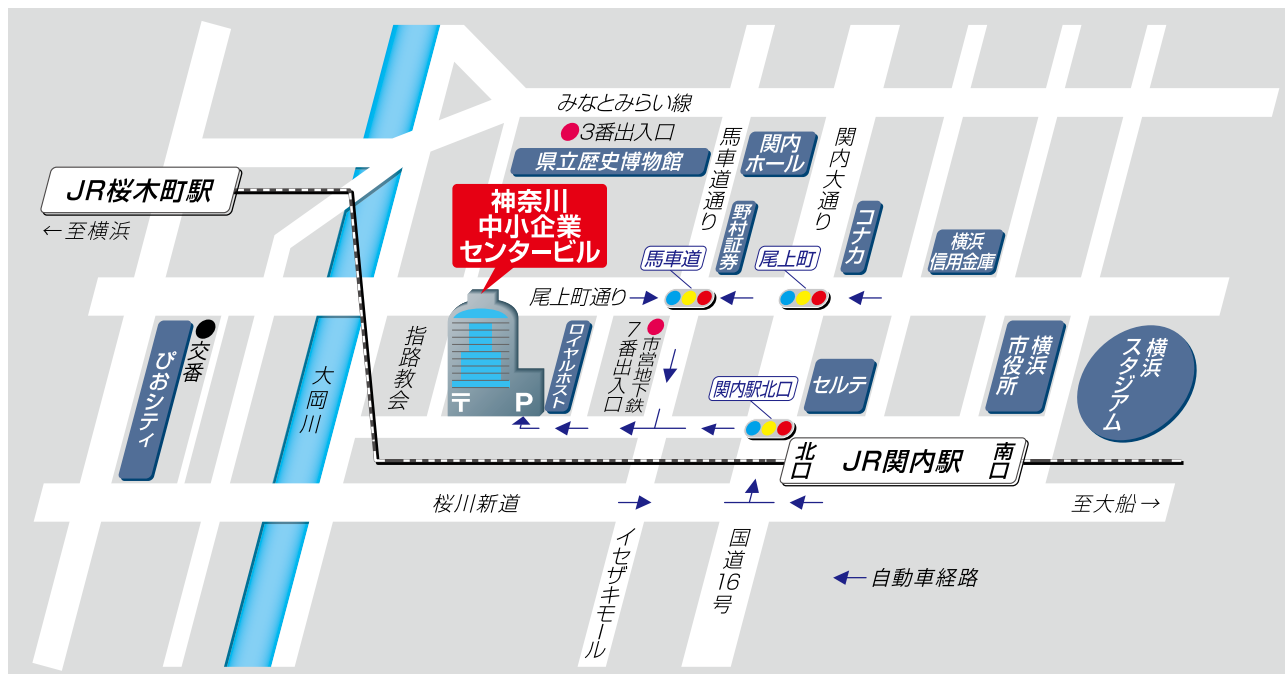 みなとみらい線
3番出入口
県立歴史博物館
馬車道通り
関内
ホール
関内大通り
JR桜木町駅
←至横浜
神奈川
中小企業
センタービル
野村証券
コナカ
横浜
信用金庫
馬車道
尾上町
尾上町通り
交番
ぴおシティ
大岡川
指路教会
〒
P
ロイヤルホスト
市営地下鉄
7番出入口
関内駅北口
セルテ
横浜
市役所
横浜
スタジアム
北口
JR関内駅
南口
桜川新道
至大船→
イセザキモール
国道16号
自動車経路